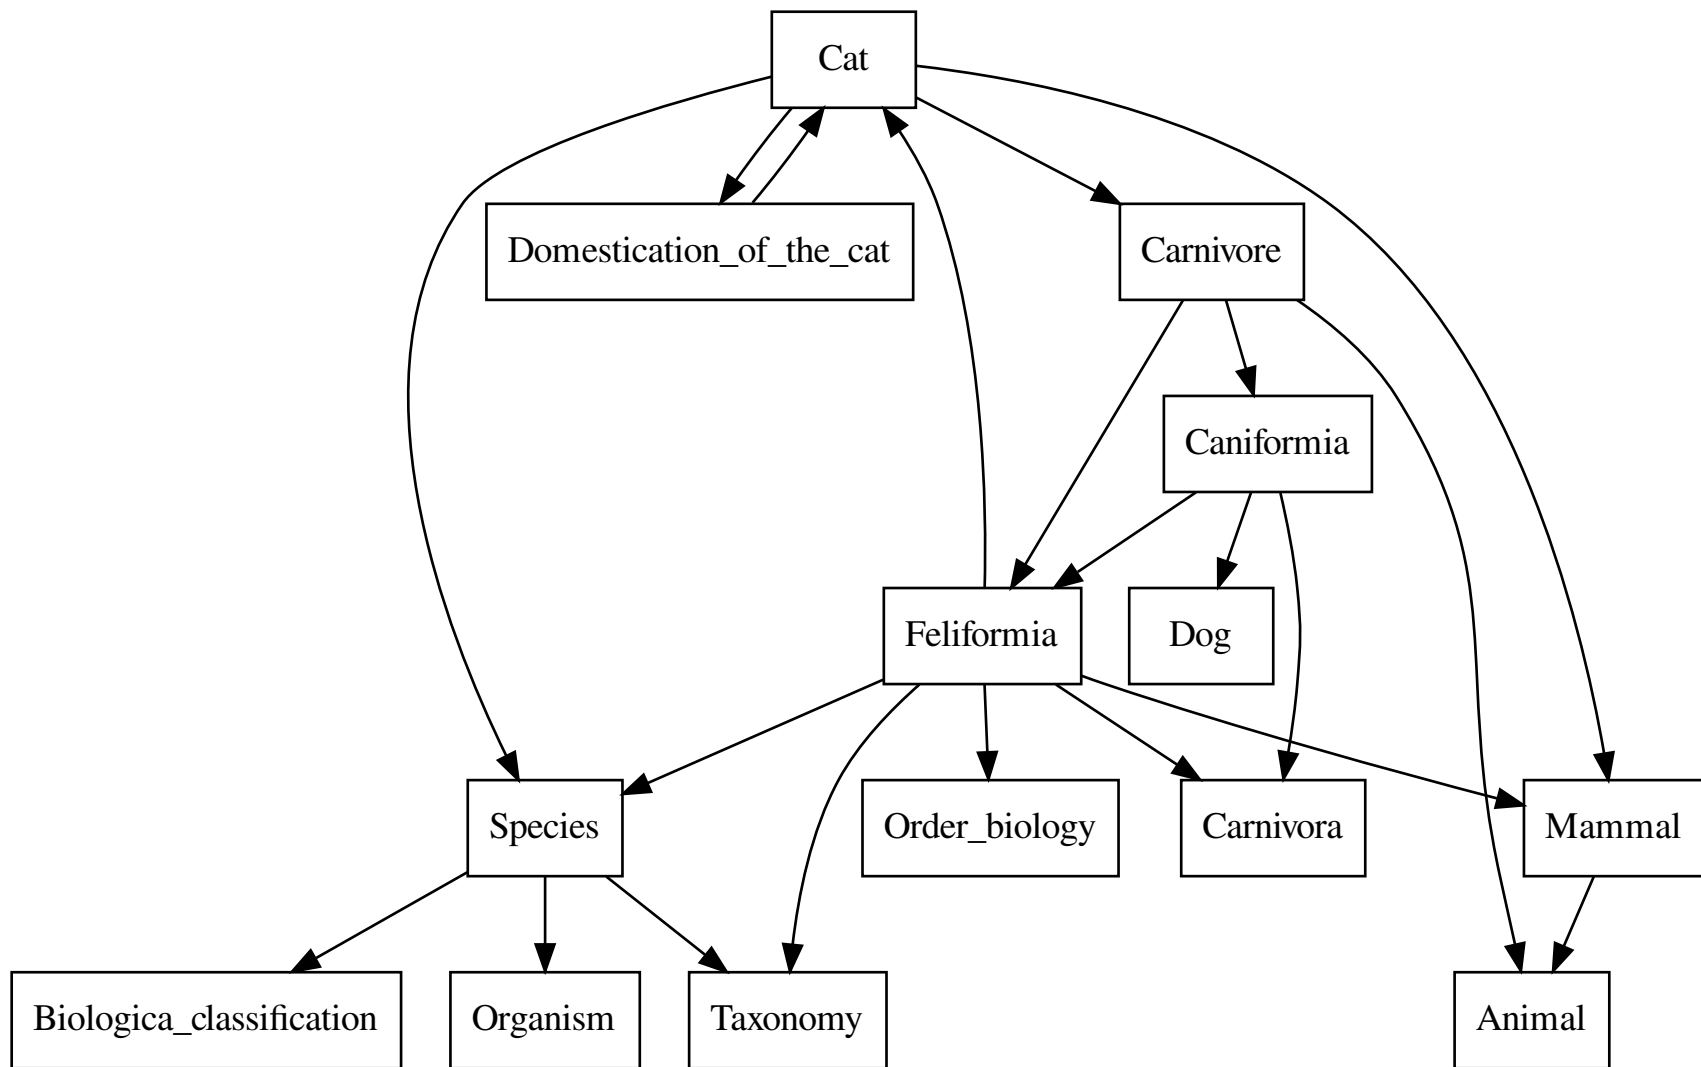 Cat
Domestication_of_the_cat
Carnivore
Caniformia
Feliformia
Dog
Species
Order_biology
Carnivora
Mammal
Biologica_classification
Organism
Taxonomy
Animal